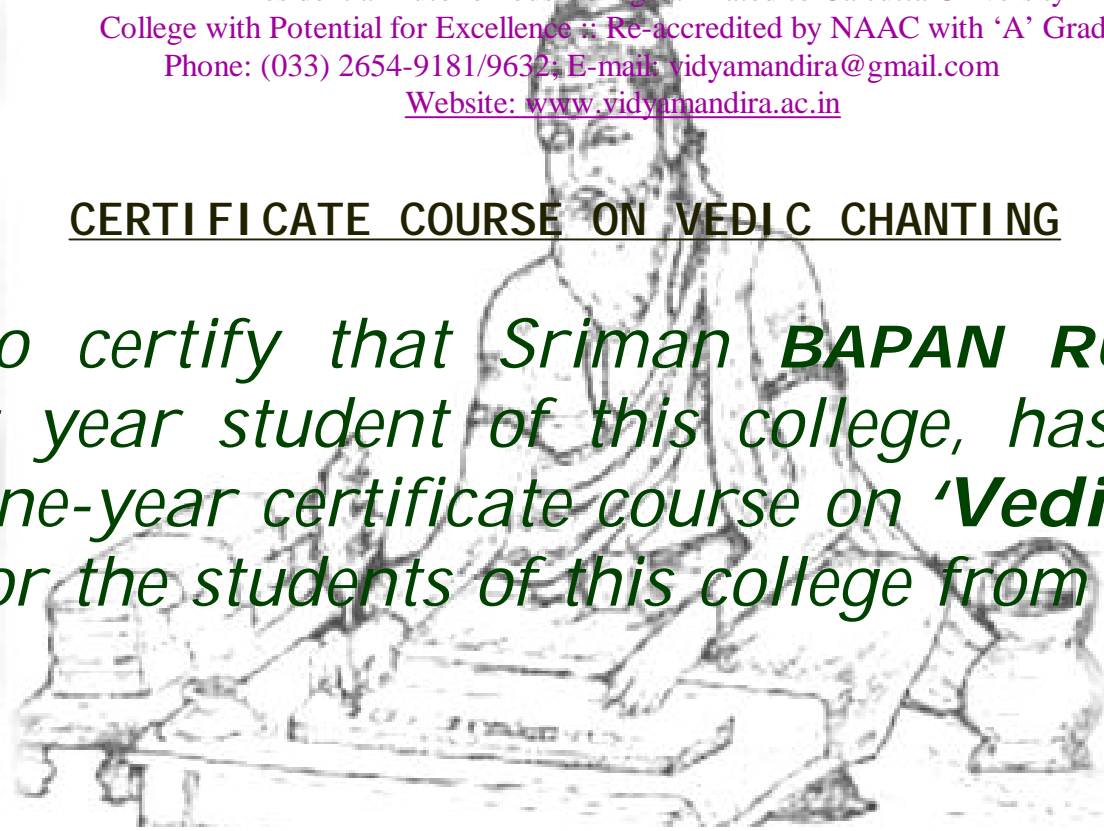 College with Potential for Excellence :: Re-accredited by NAAC with ‘A’ Grad
Phone: (033) 2654-9181/9632; E-mail: vidyamandira@gmail.com
Website: www.vidyamandira.ac.in
CERTIFICATE COURSE ON VEDIC CHANTING
o certify that Sriman BAPAN RU
year student of this college, has
ne-year certificate course on ‘Vedi
or the students of this college from